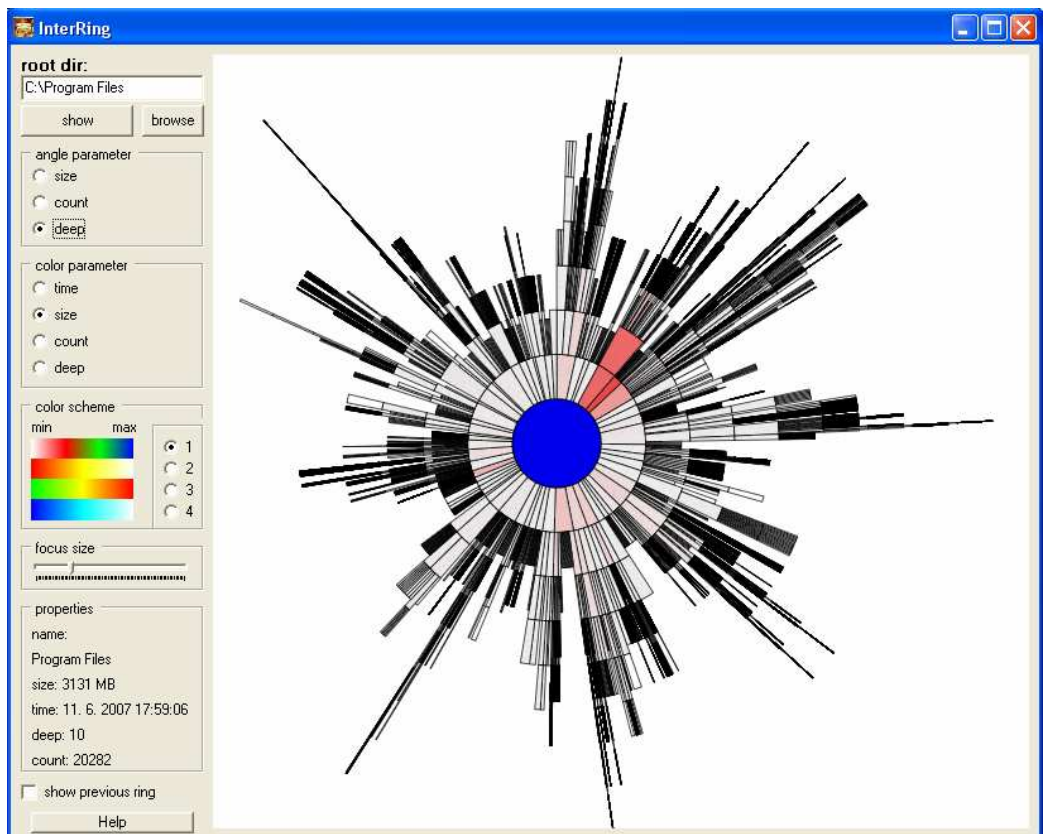 InterRing
root dir:
C:\Program Files
show browse
angle parameter
size
count
deep
color parameter
time
size
count
deep
color scheme
min max
1
2
3
4
focus size
properties
name:
Program Files
size: 3131 MB
time: 11. 6. 2007 17:59:06
deep: 10
count: 20282
show previous ring
Help